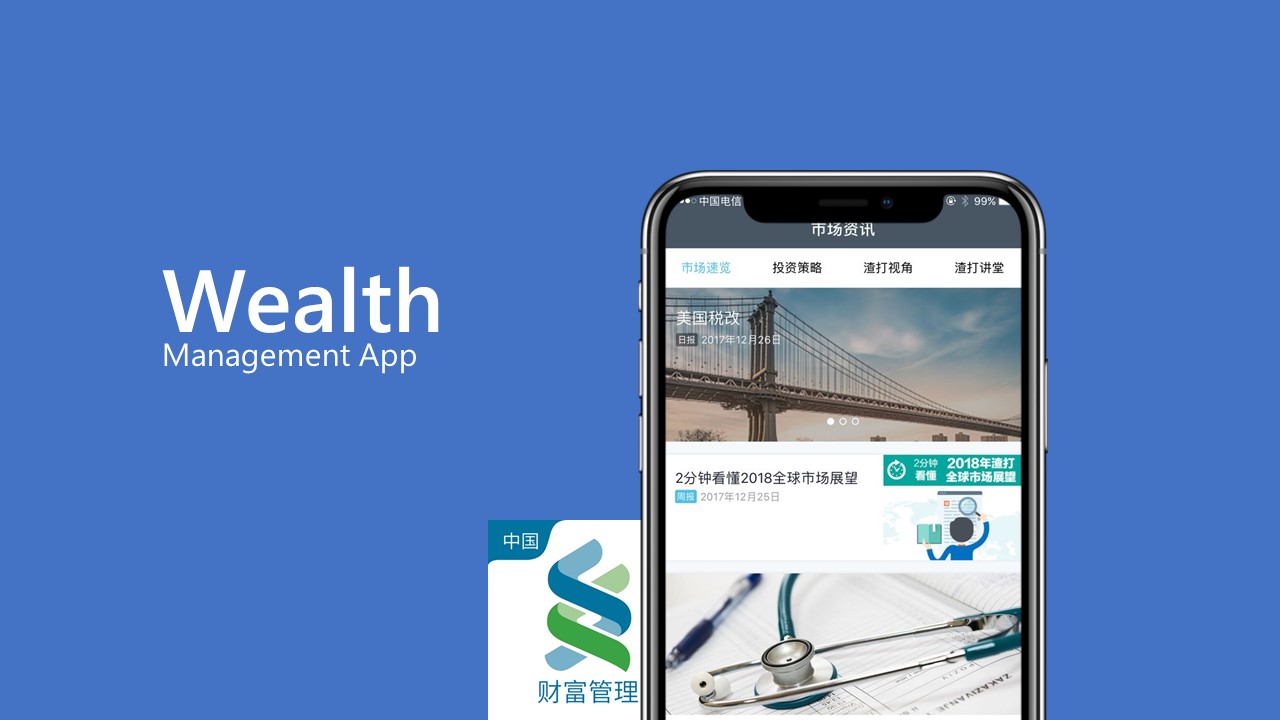 Wealth
Management App
中国电信
99%
市场资讯
市场速览 投资策略 渣打视角 渣打讲堂
美国税改
日报 2017年12月26日
2分钟看懂2018全球市场展望
周报 2017年12月25日
2分钟
看懂
2018年渣打
全球市场展望
中国
财富管理
ZAKAZIVANJE